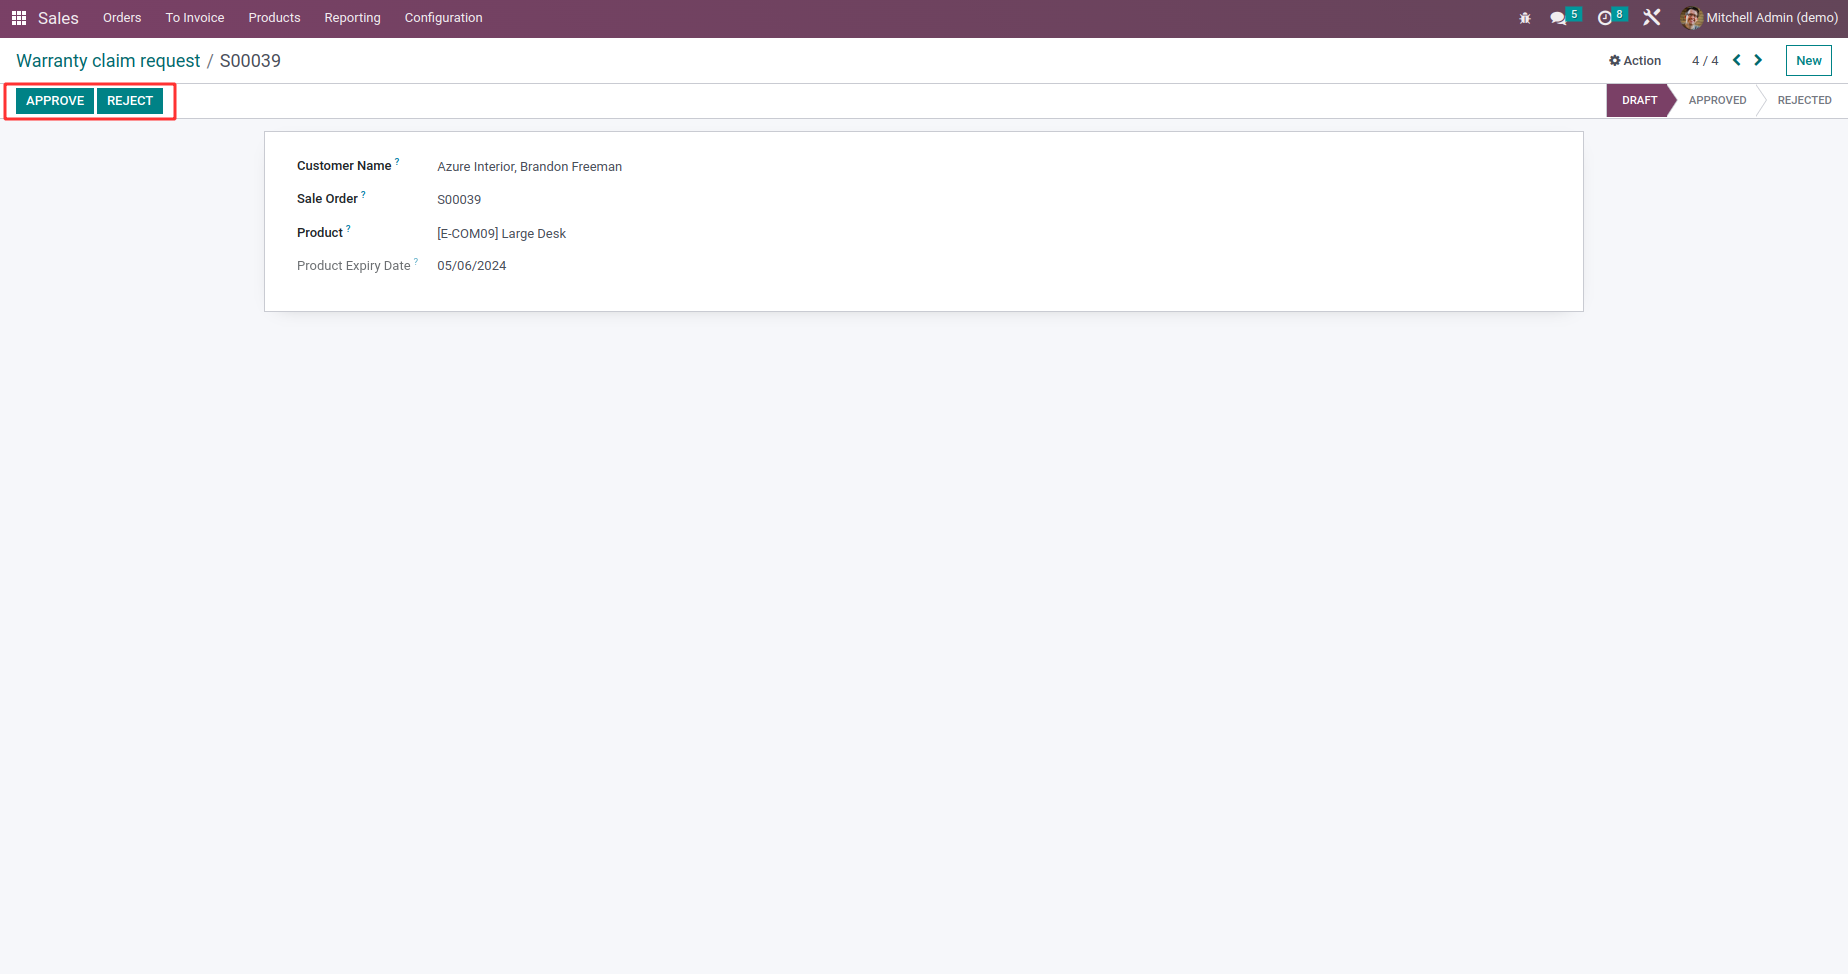 Sales Orders To Invoice Products Reporting Configuration 5 8 Mitchell Admin (demo)
Warranty claim request / S00039 Action 4 / 4 New
APPROVE REJECT DRAFT APPROVED REJECTED
Customer Name ? Azure Interior, Brandon Freeman
Sale Order ? S00039
Product ? [E-COM09] Large Desk
Product Expiry Date ? 05/06/2024